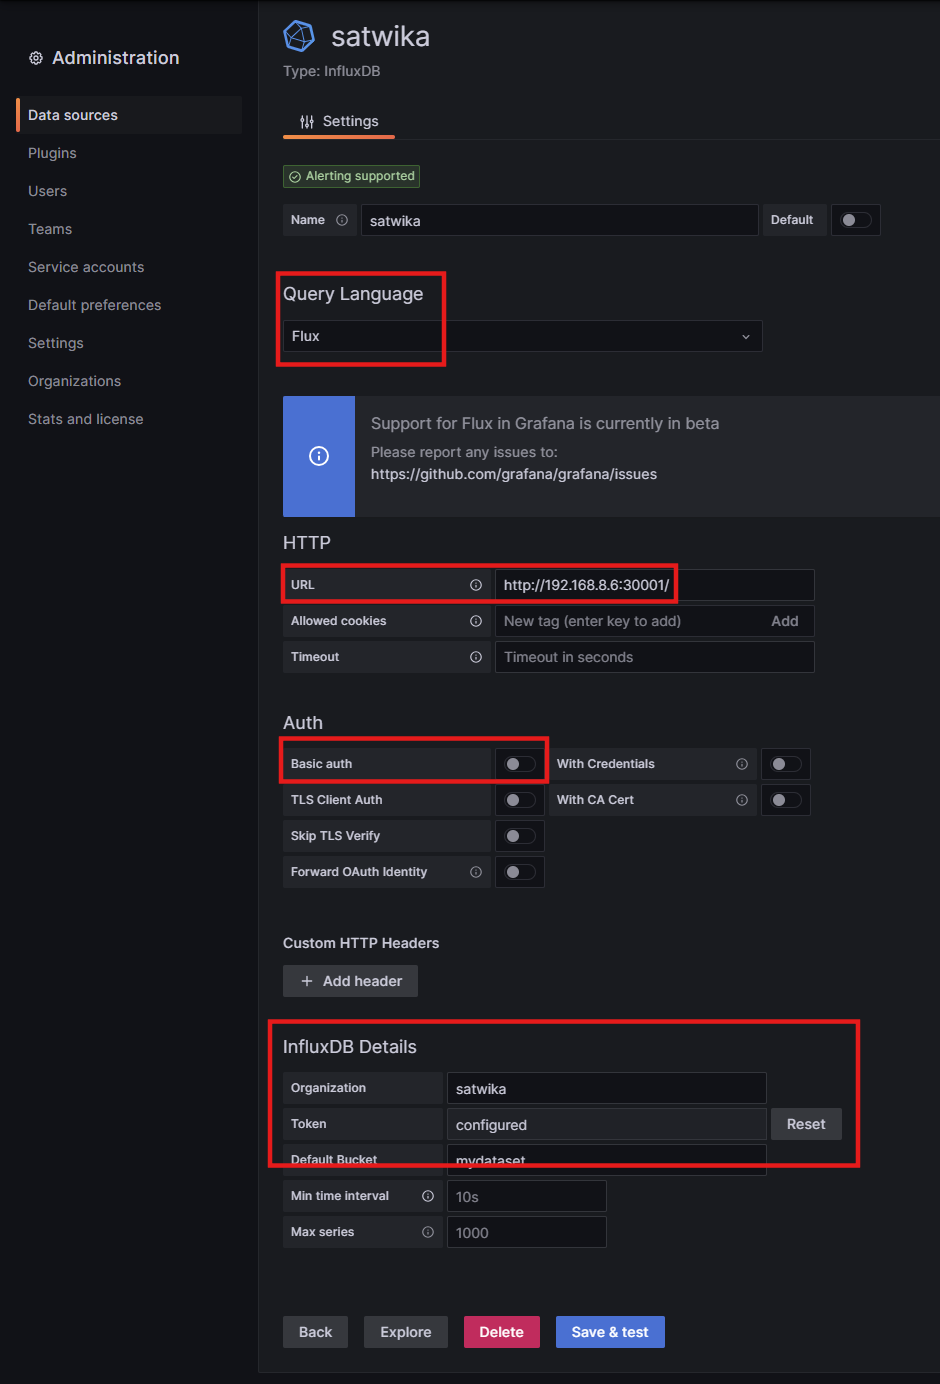 Administration
Data sources
Plugins
Users
Teams
Service accounts
Default preferences
Settings
Organizations
Stats and license
satwika
Type: InfluxDB
Settings
Alerting supported
Name satwika Default
Query Language
Flux
Support for Flux in Grafana is currently in beta
Please report any issues to:
https://github.com/grafana/grafana/issues
HTTP
URL http://192.168.8.6:30001/
Allowed cookies New tag (enter key to add) Add
Timeout Timeout in seconds
Auth
Basic auth With Credentials
TLS Client Auth With CA Cert
Skip TLS Verify
Forward OAuth Identity
Custom HTTP Headers
+ Add header
InfluxDB Details
Organization satwika
Token configured Reset
Default Bucket mydataset
Min time interval 10s
Max series 1000
Back Explore Delete Save & test